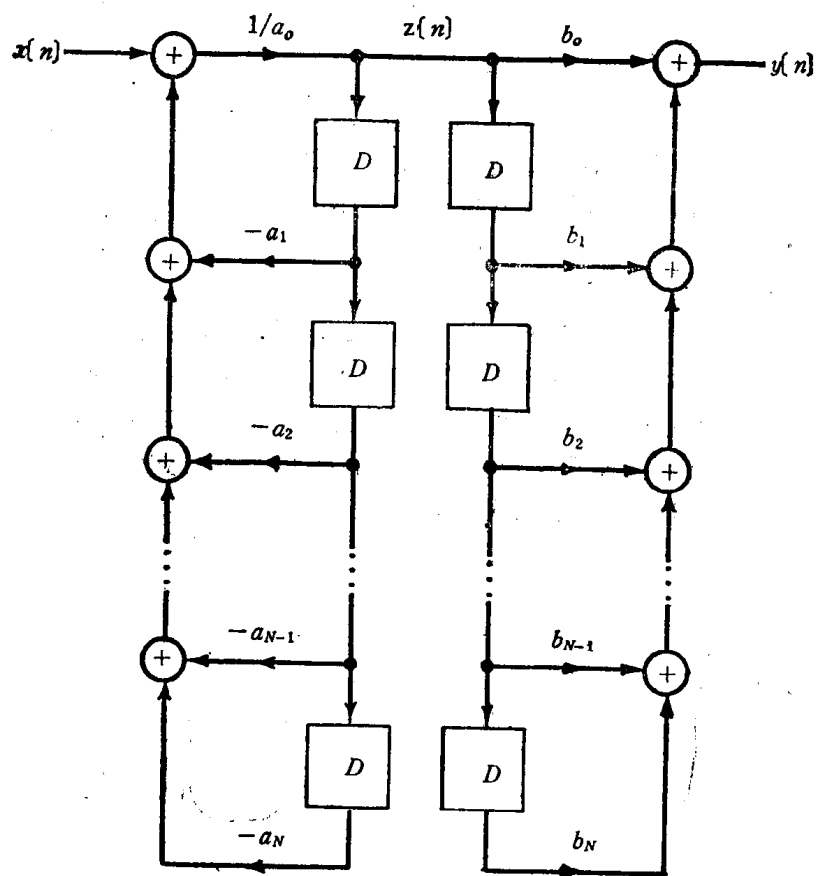 1/a₀ z[n] b₀
x[n] + + y[n]
D D
−a₁ b₁
+ +
D D
−a₂ b₂
+ +
−a_{N−1} b_{N−1}
+ +
D D
−a_N b_N